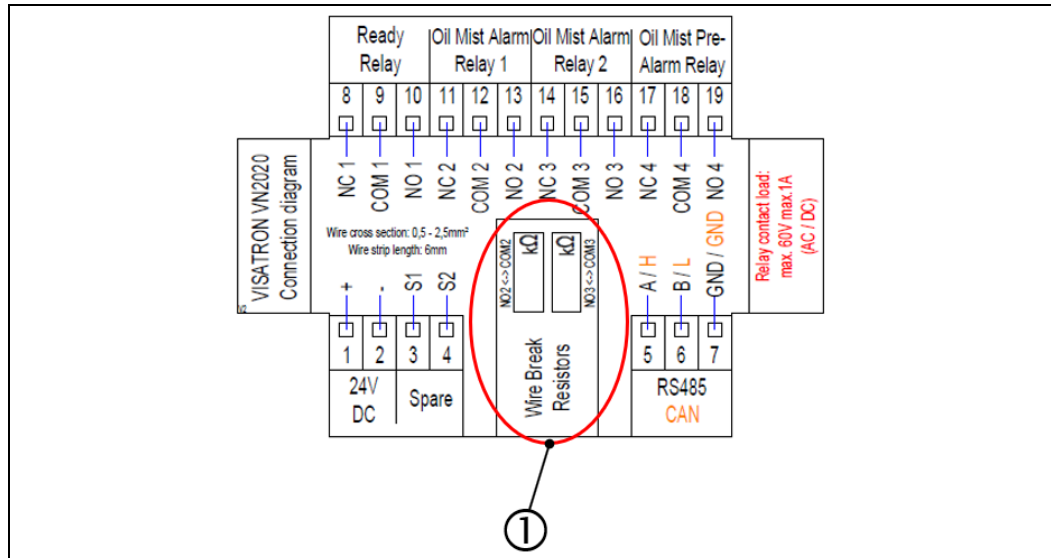 Ready Relay
Oil Mist Alarm Relay 1
Oil Mist Alarm Relay 2
Oil Mist Pre-Alarm Relay
8 9 10 11 12 13 14 15 16 17 18 19
NC 1
COM 1
NO 1
NC 2
COM 2
NO 2
NC 3
COM 3
NO 3
NC 4
COM 4
NO 4
VISATRON VN2020
Connection diagram
Wire cross section: 0,5 - 2,5mm²
Wire strip length: 6mm
+
-
S1
S2
NO2 <-> COM2
kΩ
kΩ
NO3 <-> COM3
Wire Break
Resistors
A / H
B / L
GND / GND
Relay contact load:
max. 60V max.1A
(AC / DC)
1 2 3 4
5 6 7
24V
DC
Spare
RS485
CAN
1